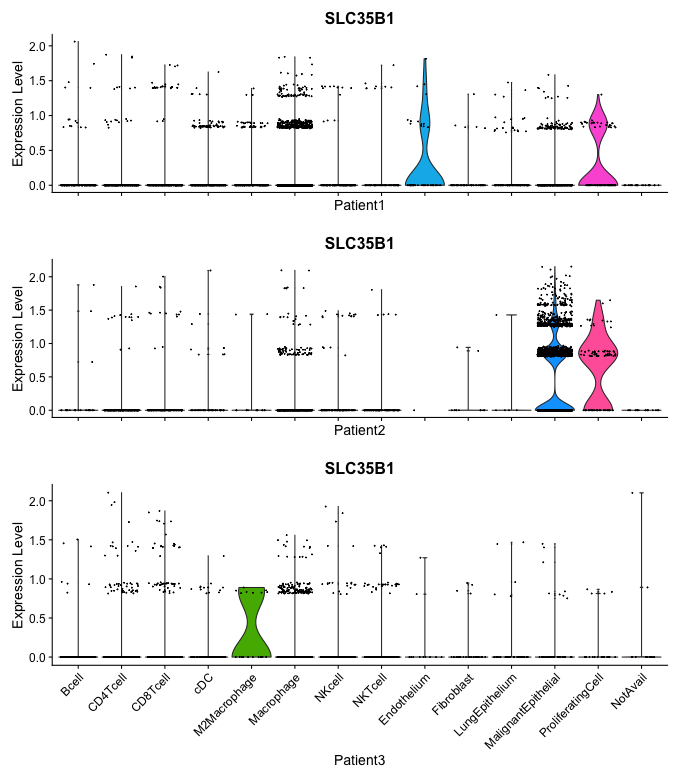 SLC35B1
Expression Level
2.0
1.5
1.0
0.5
0.0
Patient1
SLC35B1
Expression Level
2.0
1.5
1.0
0.5
0.0
Patient2
SLC35B1
Expression Level
2.0
1.5
1.0
0.5
0.0
Bcell
CD4Tcell
CD8Tcell
cDC
M2Macrophage
Macrophage
NKcell
NKTcell
Endothelium
Fibroblast
LungEpithelium
MalignantEpithelial
ProliferatingCell
NotAvail
Patient3